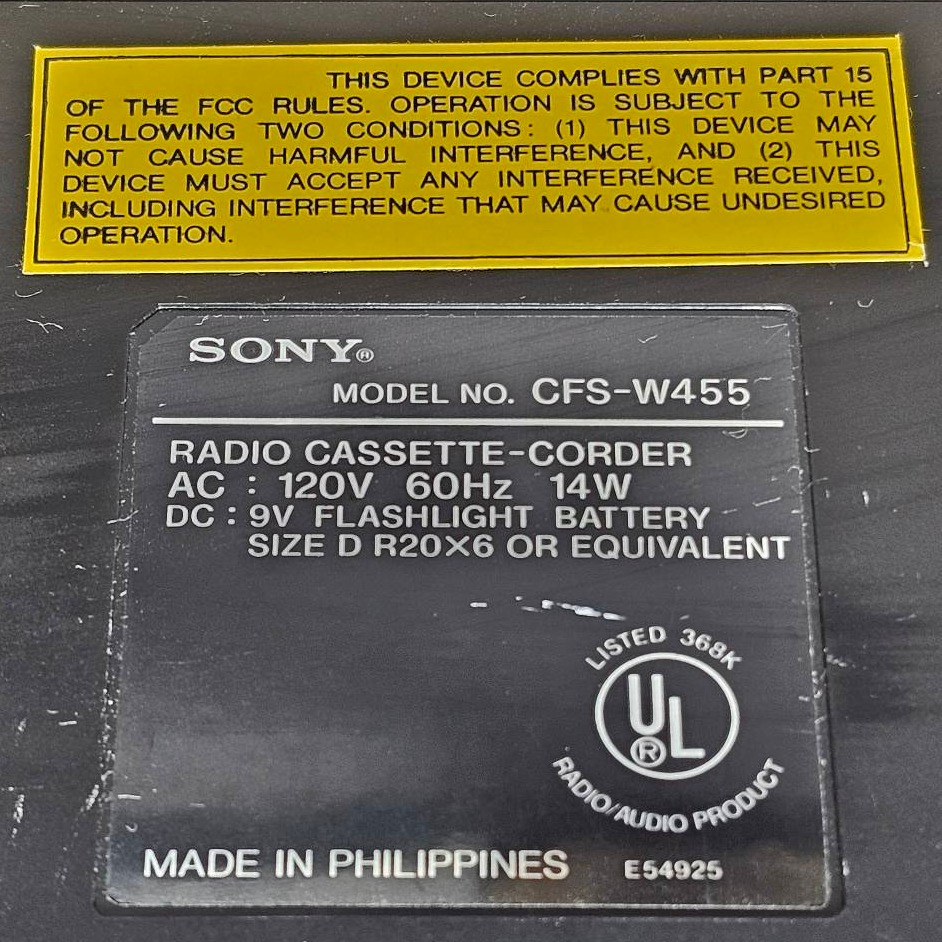 THIS DEVICE COMPLIES WITH PART 15
OF THE FCC RULES. OPERATION IS SUBJECT TO THE
FOLLOWING TWO CONDITIONS: (1) THIS DEVICE MAY
NOT CAUSE HARMFUL INTERFERENCE, AND (2) THIS
DEVICE MUST ACCEPT ANY INTERFERENCE RECEIVED,
INCLUDING INTERFERENCE THAT MAY CAUSE UNDESIRED
OPERATION.
SONY®
MODEL NO. CFS-W455
RADIO CASSETTE-CORDER
AC : 120V 60Hz 14W
DC : 9V FLASHLIGHT BATTERY
SIZE D R20×6 OR EQUIVALENT
LISTED 368K
UL®
RADIO/AUDIO PRODUCT
MADE IN PHILIPPINES E54925